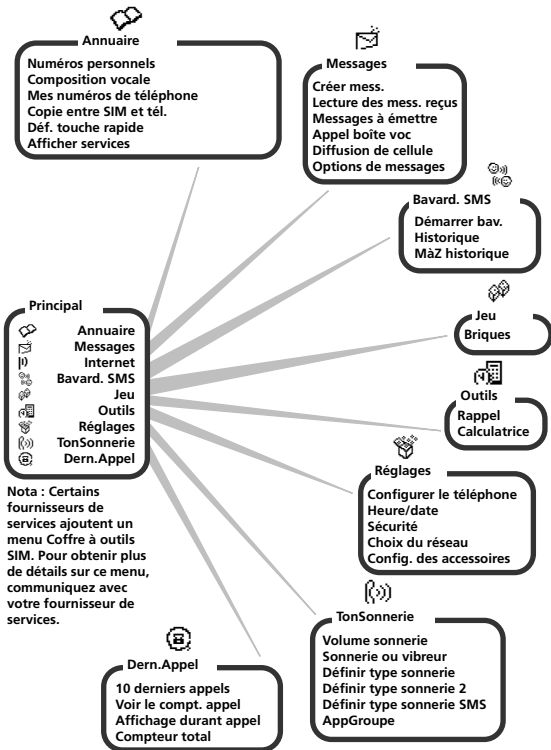 Annuaire
Numéros personnels
Composition vocale
Mes numéros de téléphone
Copie entre SIM et tél.
Déf. touche rapide
Afficher services
Messages
Créer mess.
Lecture des mess. reçus
Messages à émettre
Appel boîte voc
Diffusion de cellule
Options de messages
Bavard. SMS
Démarrer bav.
Historique
MàZ historique
Jeu
Briques
Outils
Rappel
Calculatrice
Réglages
Configurer le téléphone
Heure/date
Sécurité
Choix du réseau
Config. des accessoires
TonSonnerie
Volume sonnerie
Sonnerie ou vibreur
Définir type sonnerie
Définir type sonnerie 2
Définir type sonnerie SMS
AppGroupe
Dern.Appel
10 derniers appels
Voir le compt. appel
Affichage durant appel
Compteur total
Principal
Annuaire
Messages
Internet
Bavard. SMS
Jeu
Outils
Réglages
TonSonnerie
Dern.Appel
Nota : Certains
fournisseurs de
services ajoutent un
menu Coffre à outils
SIM. Pour obtenir plus
de détails sur ce menu,
communiquez avec
votre fournisseur de
services.